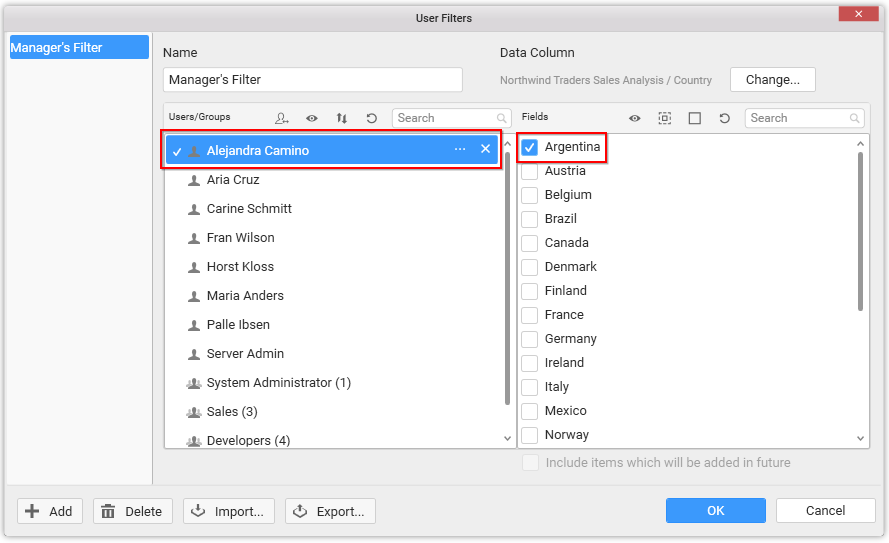 User Filters
Manager's Filter
Name
Data Column
Manager's Filter
Northwind Traders Sales Analysis / Country
Change...
Users/Groups
Search
Fields
Search
Alejandra Camino
Aria Cruz
Carine Schmitt
Fran Wilson
Horst Kloss
Maria Anders
Palle Ibsen
Server Admin
System Administrator (1)
Sales (3)
Developers (4)
Argentina
Austria
Belgium
Brazil
Canada
Denmark
Finland
France
Germany
Ireland
Italy
Mexico
Norway
Include items which will be added in future
Add
Delete
Import...
Export...
OK
Cancel